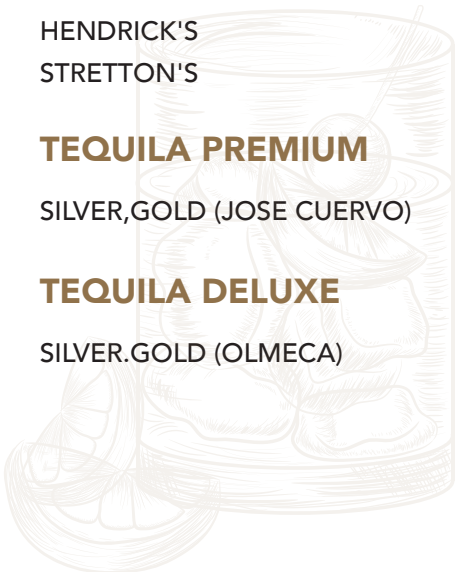 HENDRICK'S
STRETTON'S
TEQUILA PREMIUM
SILVER,GOLD (JOSE CUERVO)
TEQUILA DELUXE
SILVER.GOLD (OLMECA)